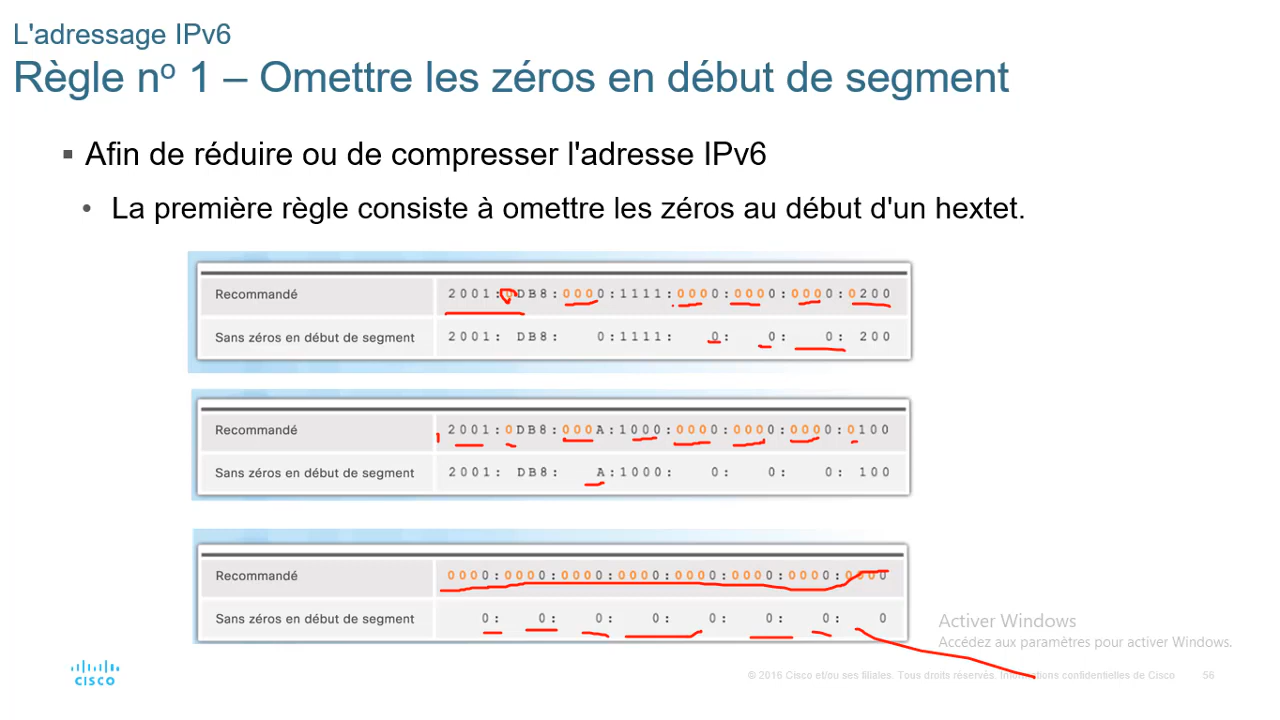 L'adressage IPv6
Règle nº 1 – Omettre les zéros en début de segment
▪ Afin de réduire ou de compresser l'adresse IPv6
• La première règle consiste à omettre les zéros au début d'un hextet.
Recommandé 2001:0DB8:0000:1111:0000:0000:0000:0200
Sans zéros en début de segment 2001: DB8: 0:1111: 0: 0: 0: 200
Recommandé 2001:0DB8:000A:1000:0000:0000:0000:0100
Sans zéros en début de segment 2001: DB8: A:1000: 0: 0: 0: 100
Recommandé 0000:0000:0000:0000:0000:0000:0000:0000
Sans zéros en début de segment 0: 0: 0: 0: 0: 0: 0: 0
Activer Windows
Accédez aux paramètres pour activer Windows.
CISCO
© 2016 Cisco et/ou ses filiales. Tous droits réservés. Informations confidentielles de Cisco 56